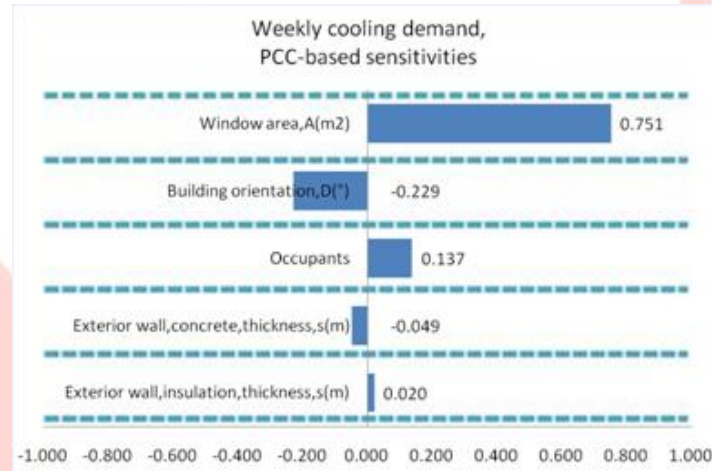 Weekly cooling demand,
PCC-based sensitivities
Window area,A(m2) 0.751
Building orientation,D(°) -0.229
Occupants 0.137
Exterior wall,concrete,thickness,s(m) -0.049
Exterior wall,insulation,thickness,s(m) 0.020
-1.000 -0.800 -0.600 -0.400 -0.200 0.000 0.200 0.400 0.600 0.800 1.000